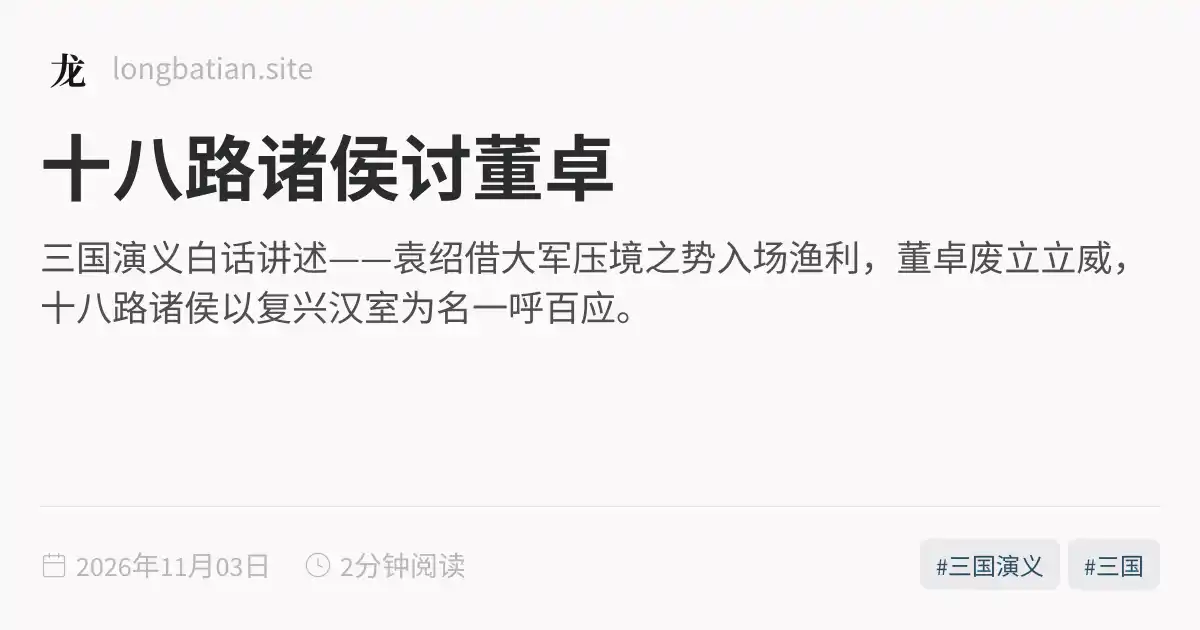 龙 longbatian.site
十八路诸侯讨董卓
三国演义白话讲述——袁绍借大军压境之势入场渔利，董卓废立立威，
十八路诸侯以复兴汉室为名一呼百应。
2026年11月03日 2分钟阅读 #三国演义 #三国